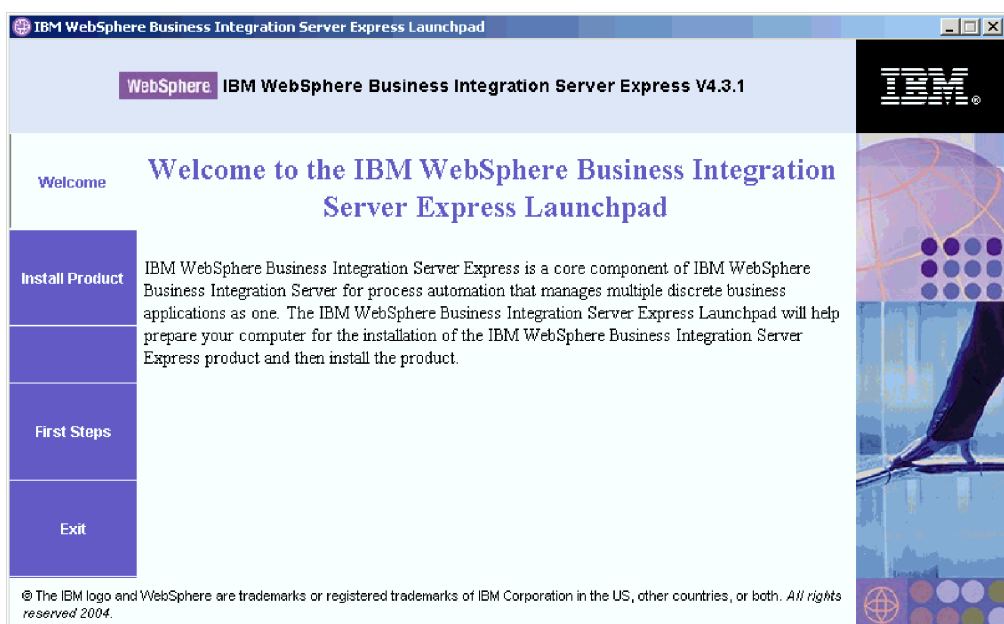 IBM WebSphere Business Integration Server Express Launchpad
WebSphere. IBM WebSphere Business Integration Server Express V4.3.1
IBM®
Welcome
Install Product
First Steps
Exit
Welcome to the IBM WebSphere Business Integration
Server Express Launchpad
IBM WebSphere Business Integration Server Express is a core component of IBM WebSphere
Business Integration Server for process automation that manages multiple discrete business
applications as one. The IBM WebSphere Business Integration Server Express Launchpad will help
prepare your computer for the installation of the IBM WebSphere Business Integration Server
Express product and then install the product.
© The IBM logo and WebSphere are trademarks or registered trademarks of IBM Corporation in the US, other countries, or both. All rights
reserved 2004.